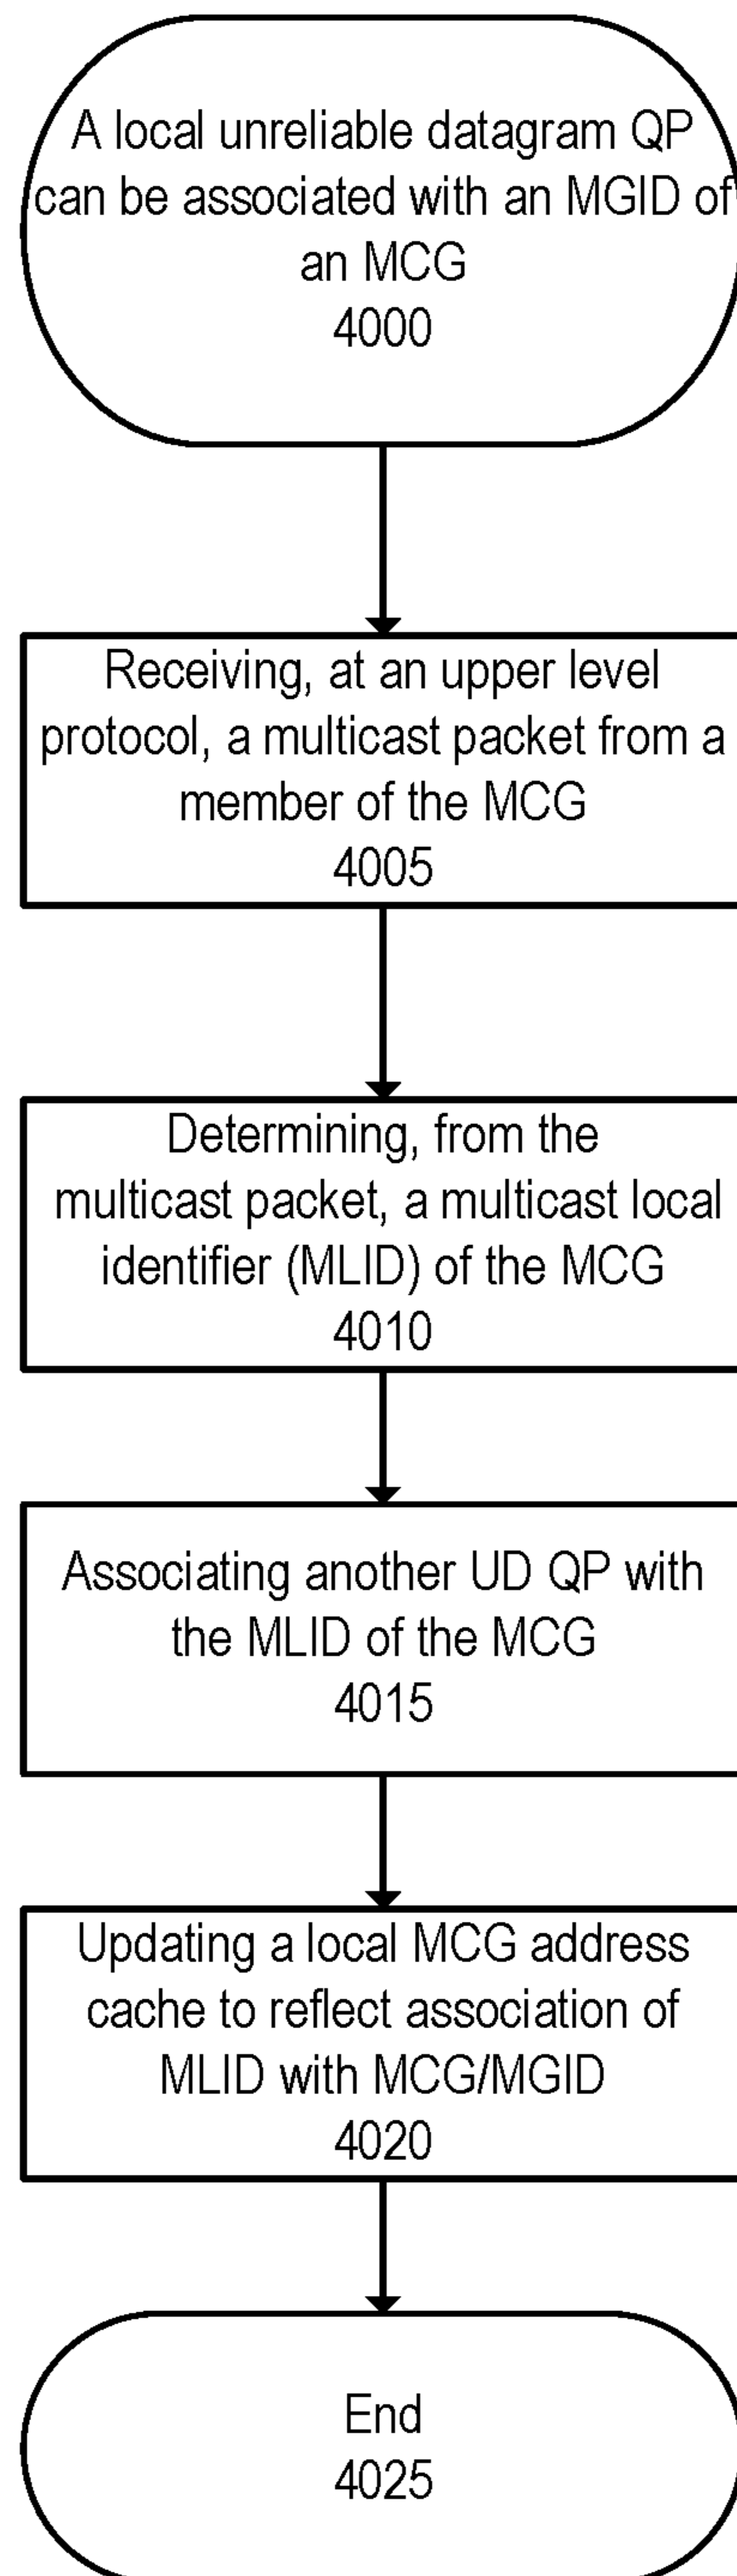 A local unreliable datagram QP
can be associated with an MGID of
an MCG
4000
Receiving, at an upper level
protocol, a multicast packet from a
member of the MCG
4005
Determining, from the
multicast packet, a multicast local
identifier (MLID) of the MCG
4010
Associating another UD QP with
the MLID of the MCG
4015
Updating a local MCG address
cache to reflect association of
MLID with MCG/MGID
4020
End
4025